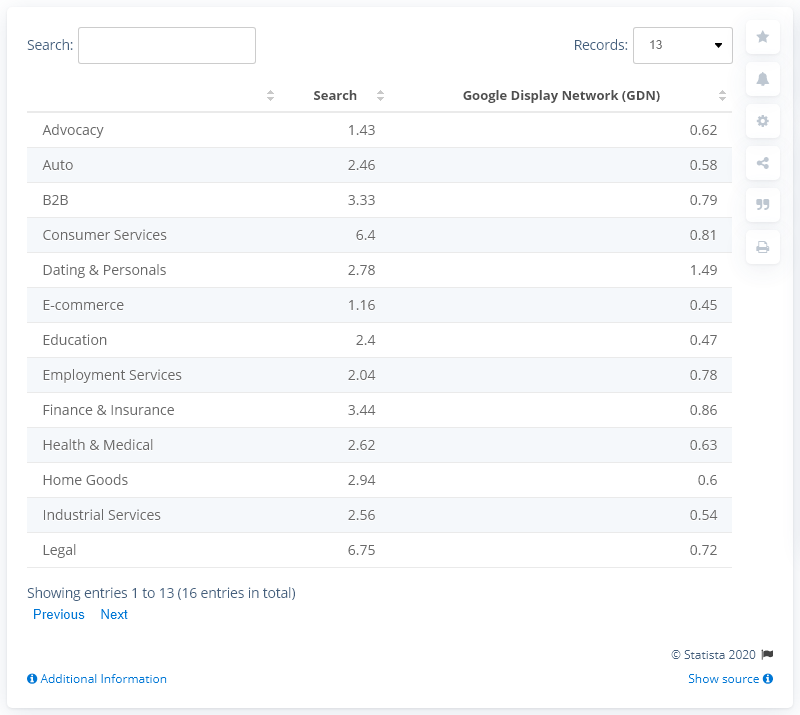 Search: Records: 13
Search Google Display Network (GDN)
Advocacy 1.43 0.62
Auto 2.46 0.58
B2B 3.33 0.79
Consumer Services 6.4 0.81
Dating & Personals 2.78 1.49
E-commerce 1.16 0.45
Education 2.4 0.47
Employment Services 2.04 0.78
Finance & Insurance 3.44 0.86
Health & Medical 2.62 0.63
Home Goods 2.94 0.6
Industrial Services 2.56 0.54
Legal 6.75 0.72
Showing entries 1 to 13 (16 entries in total)
Previous Next
© Statista 2020
Additional Information Show source